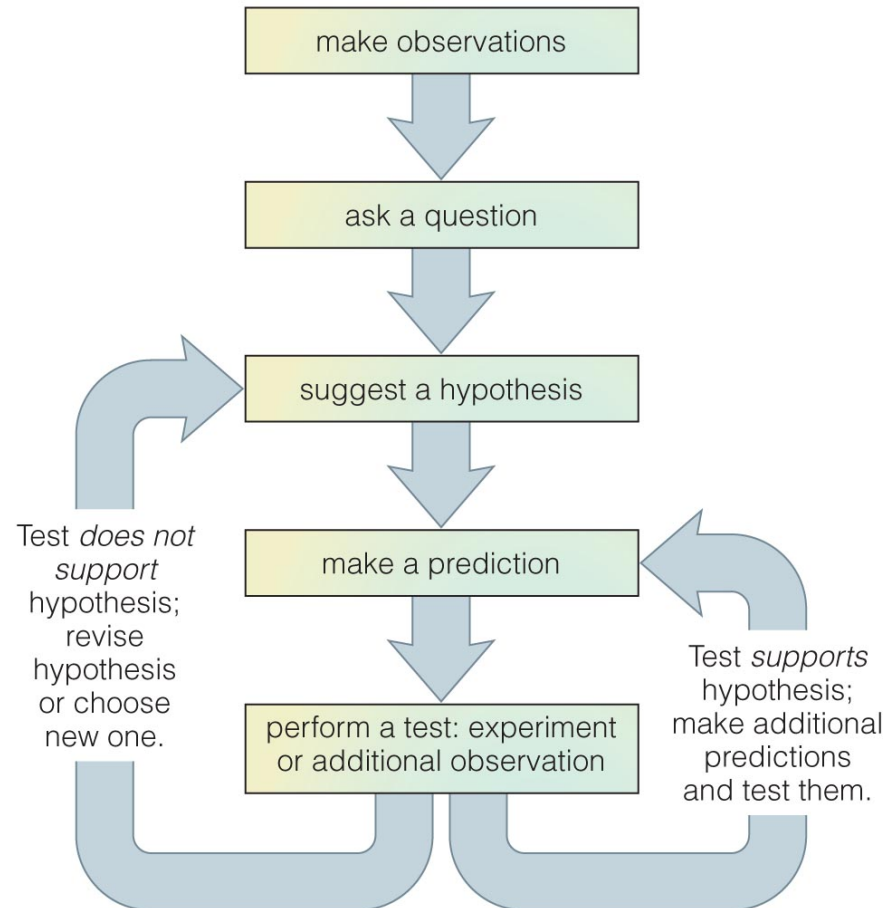 make observations
ask a question
suggest a hypothesis
make a prediction
perform a test: experiment
or additional observation
Test does not
support
hypothesis;
revise
hypothesis
or choose
new one.
Test supports
hypothesis;
make additional
predictions
and test them.